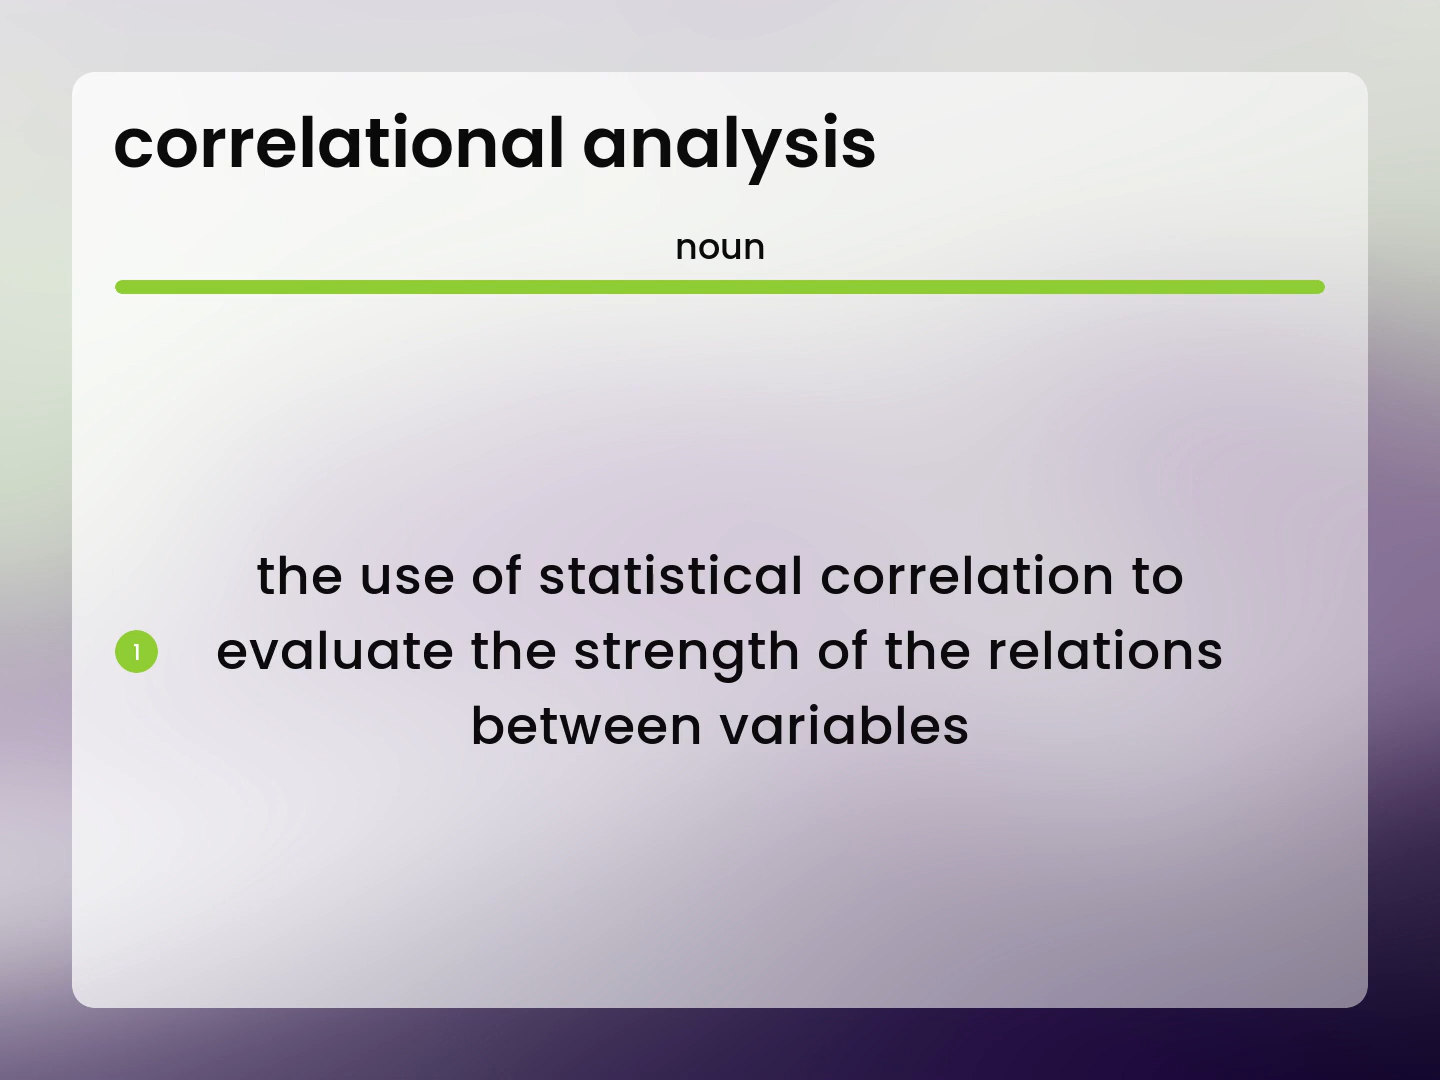 correlational analysis
noun
the use of statistical correlation to
1 evaluate the strength of the relations
between variables